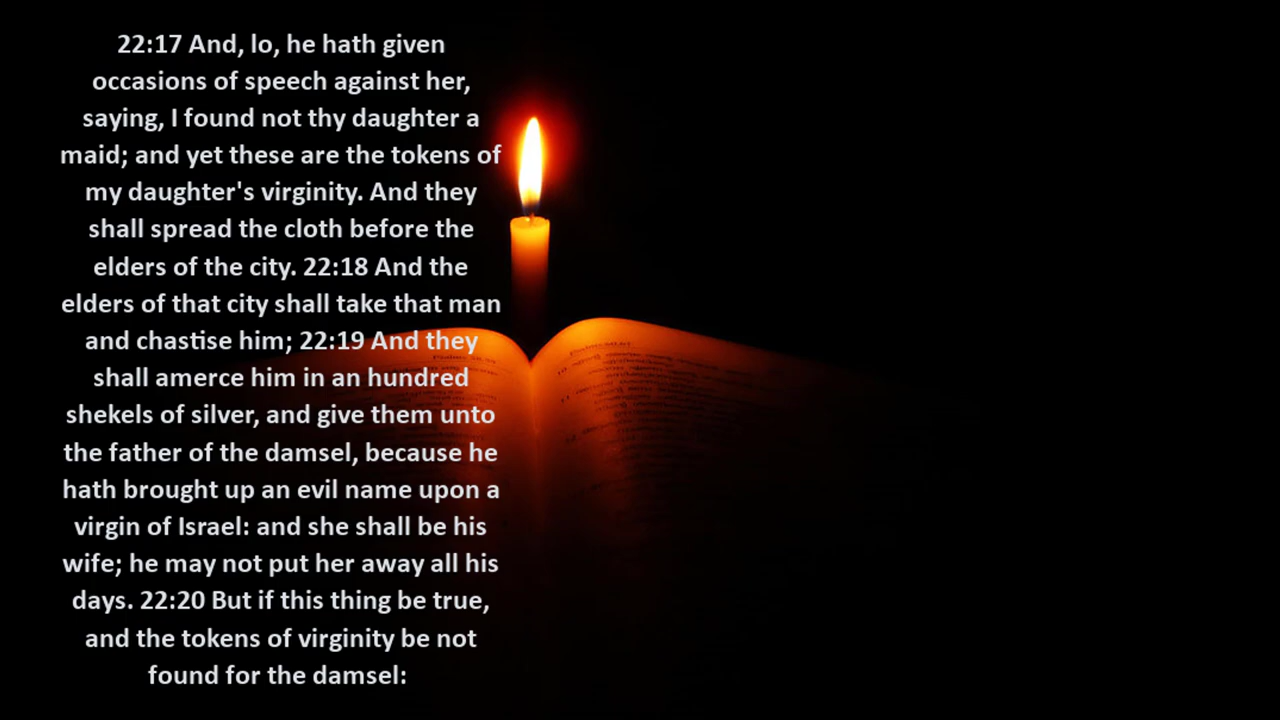 22:17 And, lo, he hath given
occasions of speech against her,
saying, I found not thy daughter a
maid; and yet these are the tokens of
my daughter's virginity. And they
shall spread the cloth before the
elders of the city. 22:18 And the
elders of that city shall take that man
and chastise him; 22:19 And they
shall amerce him in an hundred
shekels of silver, and give them unto
the father of the damsel, because he
hath brought up an evil name upon a
virgin of Israel: and she shall be his
wife; he may not put her away all his
days. 22:20 But if this thing be true,
and the tokens of virginity be not
found for the damsel: